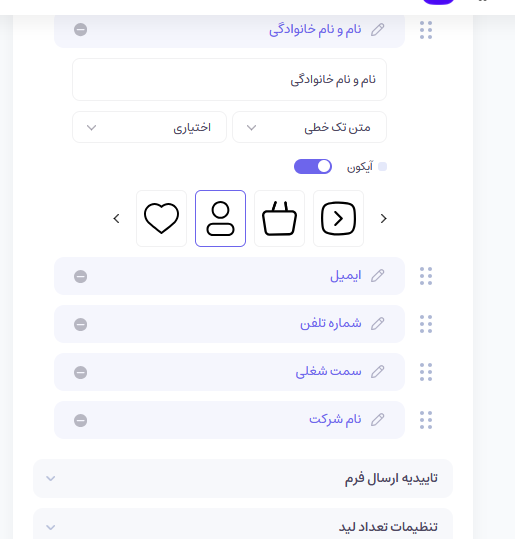 نام و نام خانوادگی
نام و نام خانوادگی
متن تک خطی
اختیاری
آیکون
ایمیل
شماره تلفن
سمت شغلی
نام شرکت
تاییدیه ارسال فرم
تنظیمات تعداد لید